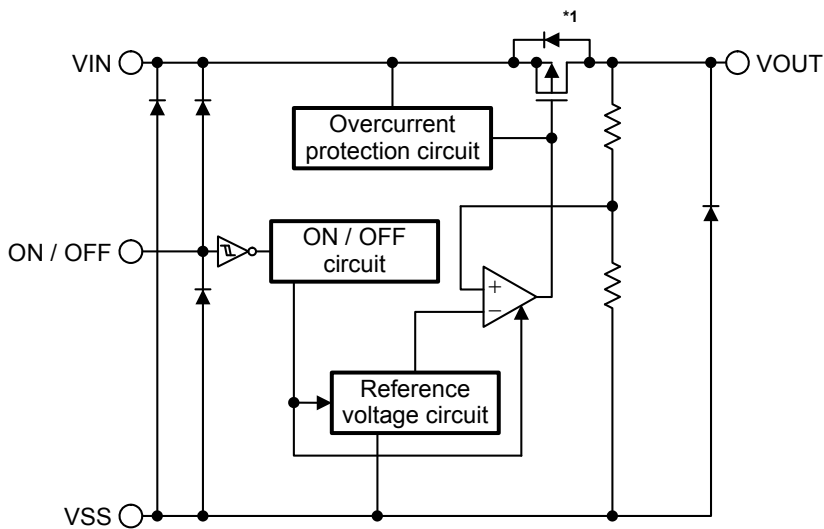 *1
VIN
VOUT
Overcurrent
protection circuit
ON / OFF
ON / OFF
circuit
+
−
Reference
voltage circuit
VSS